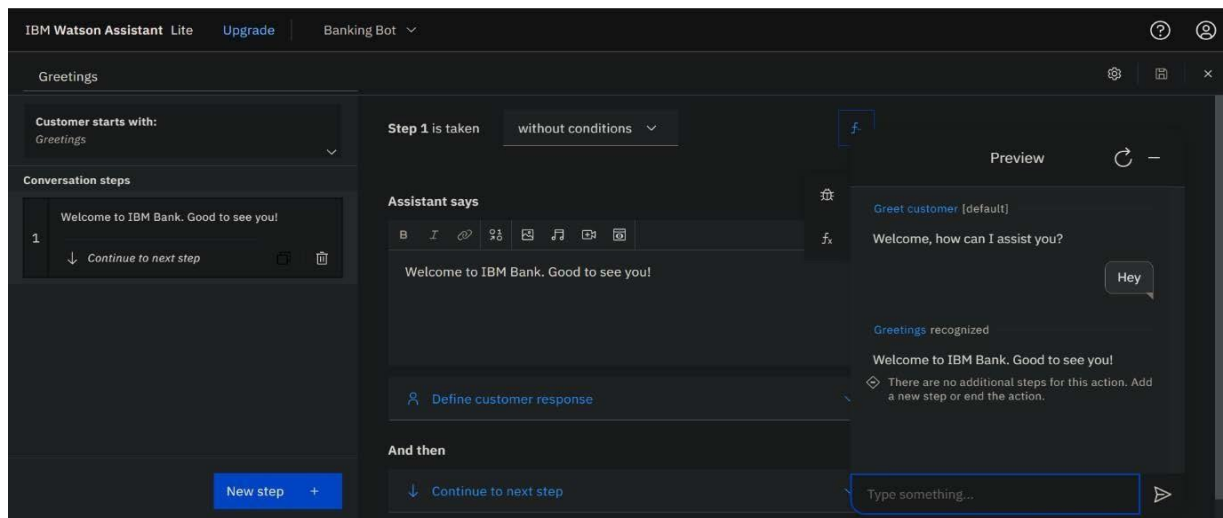 IBM Watson Assistant Lite Upgrade Banking Bot
Greetings
Customer starts with:
Greetings
Conversation steps
1 Welcome to IBM Bank. Good to see you!
Continue to next step
New step +
Step 1 is taken without conditions
Assistant says
B I
Welcome to IBM Bank. Good to see you!
Define customer response
And then
Continue to next step
Preview
Greet customer [default]
Welcome, how can I assist you?
Hey
Greetings recognized
Welcome to IBM Bank. Good to see you!
There are no additional steps for this action. Add
a new step or end the action.
Type something...